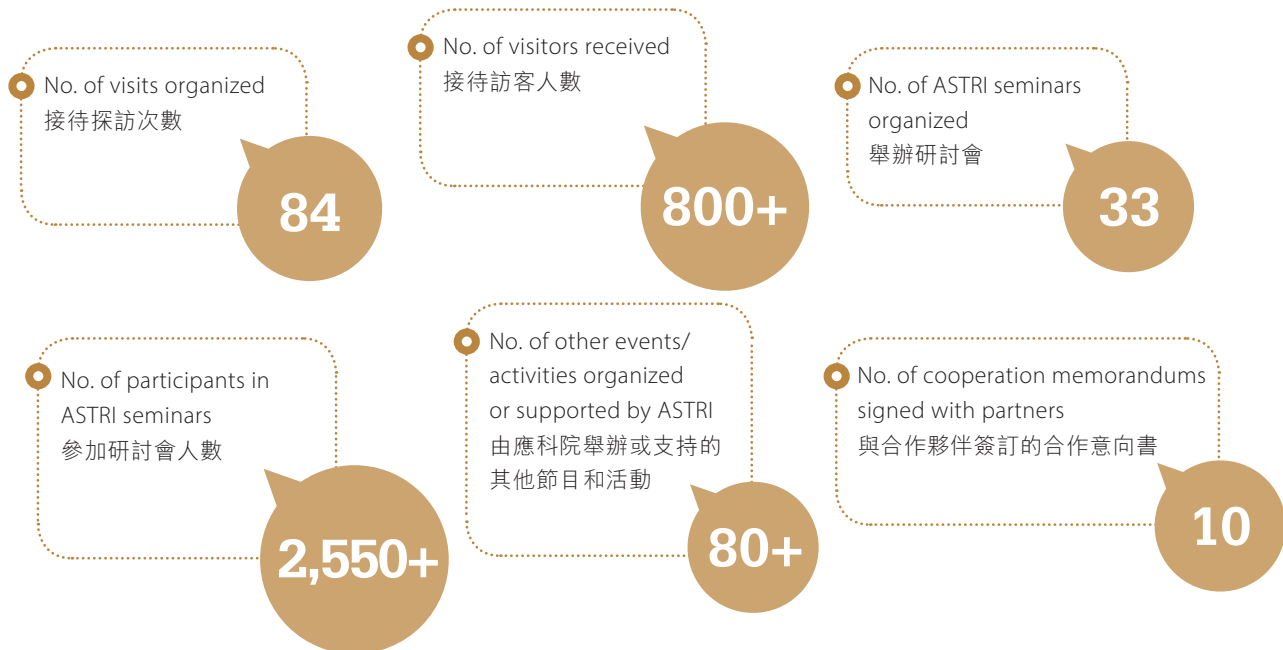 No. of visits organized
接待探訪次數
84
No. of visitors received
接待訪客人數
800+
No. of ASTRI seminars
organized
舉辦研討會
33
No. of participants in
ASTRI seminars
參加研討會人數
2,550+
No. of other events/
activities organized
or supported by ASTRI
由應科院舉辦或支持的
其他節目和活動
80+
No. of cooperation memorandums
signed with partners
與合作夥伴簽訂的合作意向書
10